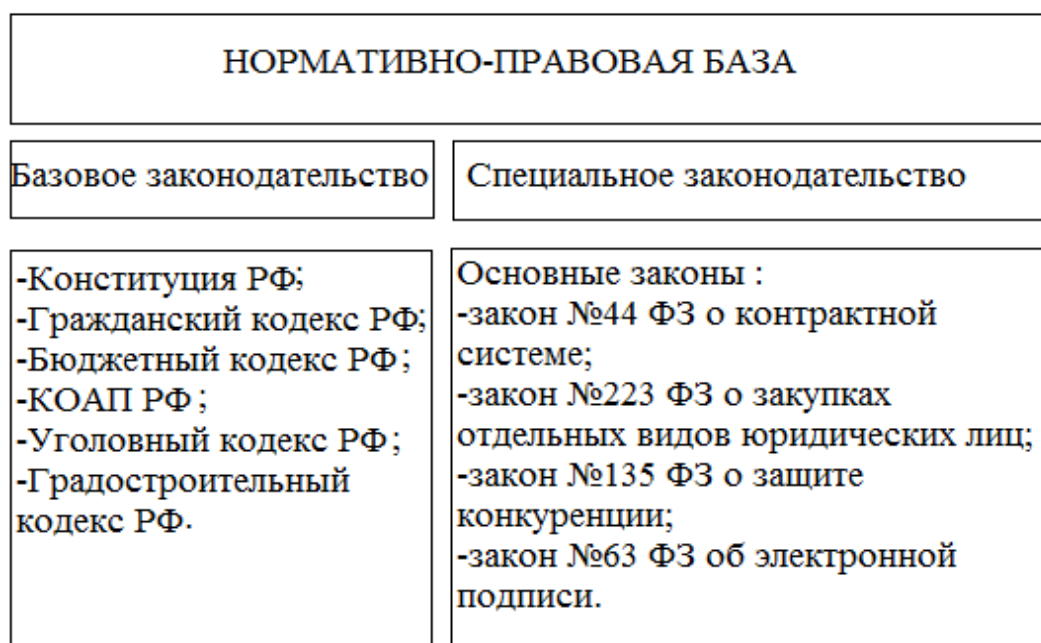 НОРМАТИВНО-ПРАВОВАЯ БАЗА
Базовое законодательство
Специальное законодательство
-Конституция РФ;
-Гражданский кодекс РФ;
-Бюджетный кодекс РФ;
-КОАП РФ;
-Уголовный кодекс РФ;
-Градостроительный
кодекс РФ.
Основные законы :
-закон №44 ФЗ о контрактной
системе;
-закон №223 ФЗ о закупках
отдельных видов юридических лиц;
-закон №135 ФЗ о защите
конкуренции;
-закон №63 ФЗ об электронной
подписи.